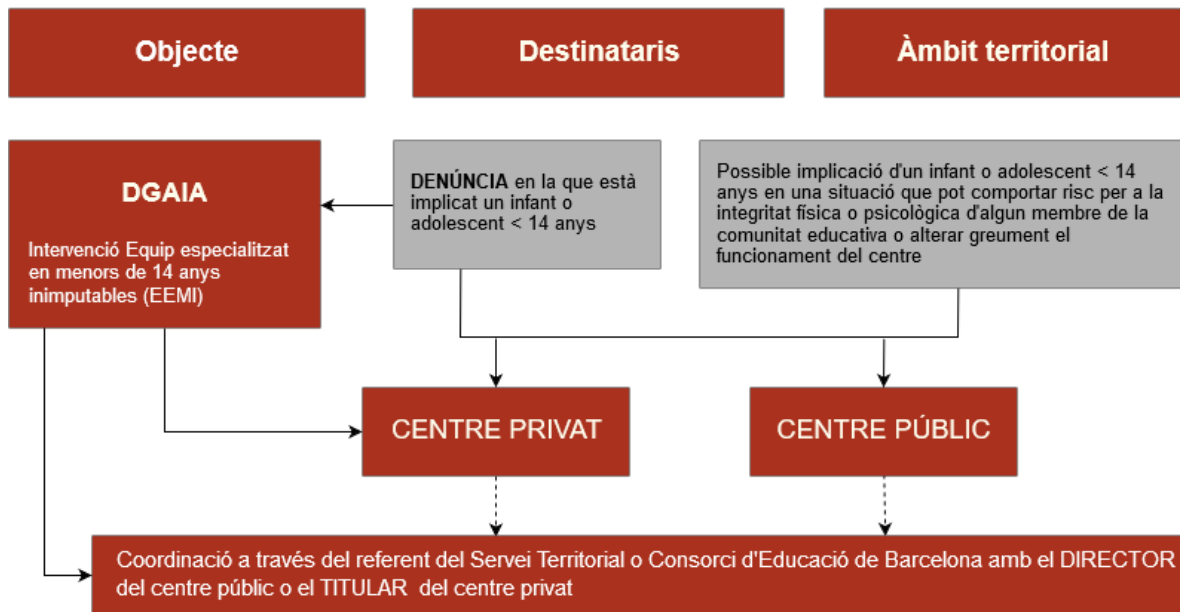 Objecte
Destinataris
Àmbit territorial
DGAIA
Intervenció Equip especialitzat
en menors de 14 anys
inimputables (EEMI)
DENÚNCIA en la que està
implicat un infant o
adolescent < 14 anys
Possible implicació d'un infant o adolescent < 14
anys en una situació que pot comportar risc per a la
integritat física o psicològica d'algun membre de la
comunitat educativa o alterar greument el
funcionament del centre
CENTRE PRIVAT
CENTRE PÚBLIC
Coordinació a través del referent del Servei Territorial o Consorci d'Educació de Barcelona amb el DIRECTOR
del centre públic o el TITULAR del centre privat